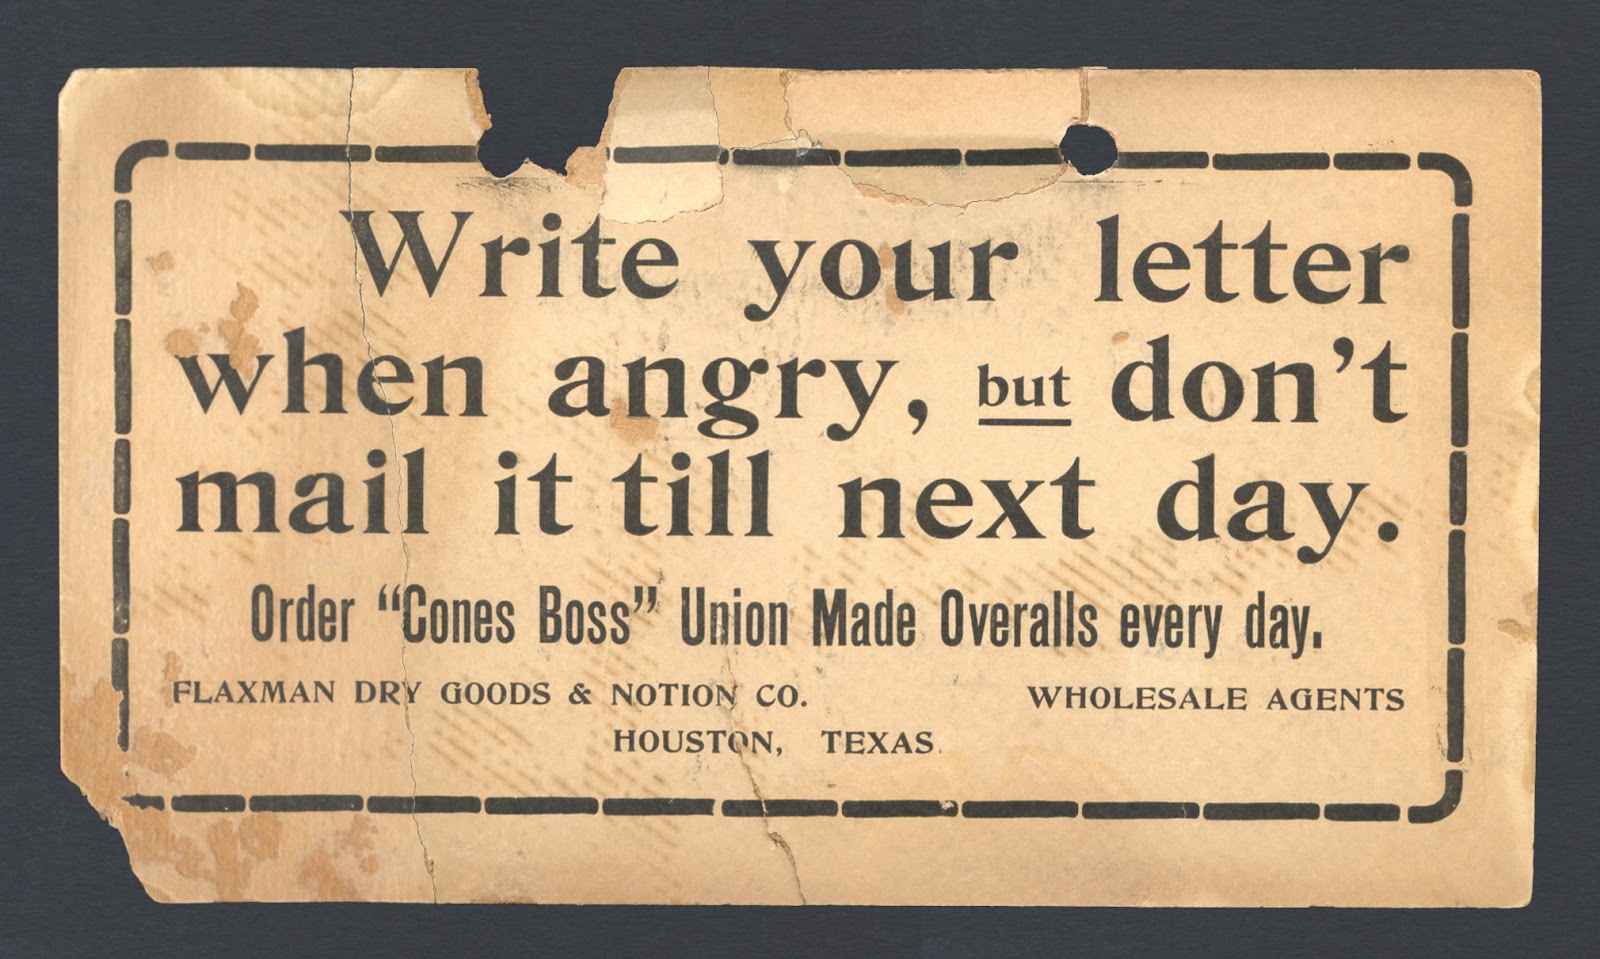 Write your letter
when angry, but don't
mail it till next day.
Order “Cones Boss” Union Made Overalls every day.
FLAXMAN DRY GOODS & NOTION CO. WHOLESALE AGENTS
HOUSTON, TEXAS.